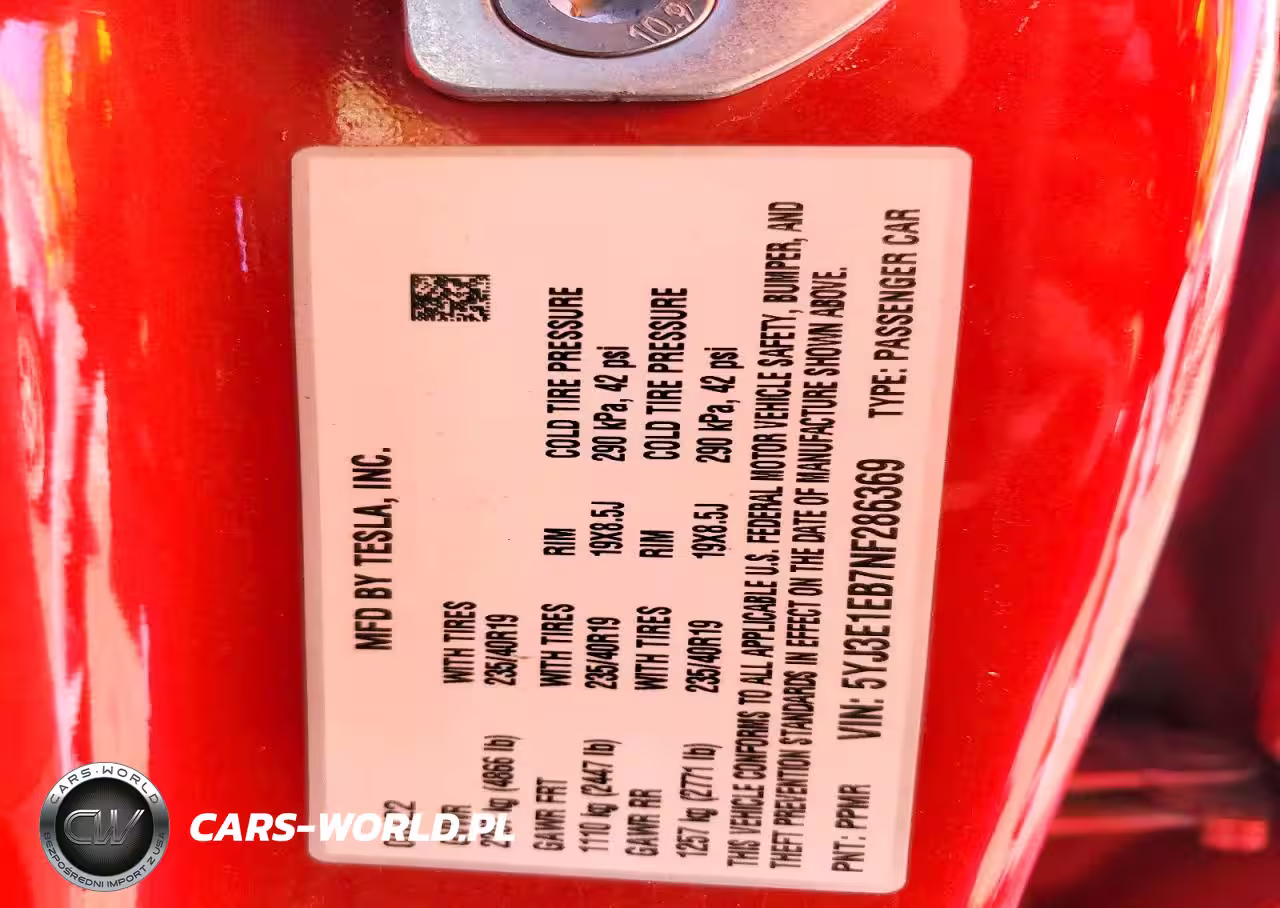 10.9
MFD BY TESLA, INC.
WITH TIRES
kg (4866 lb) 235/40R19
GAWR FRT WITH TIRES RIM COLD TIRE PRESSURE
1110 kg (2447 lb) 235/40R19 19X8.5J 290 kPa, 42 psi
GAWR RR WITH TIRES RIM COLD TIRE PRESSURE
1257 kg (2771 lb) 235/40R19 19X8.5J 290 kPa, 42 psi
THIS VEHICLE CONFORMS TO ALL APPLICABLE U.S. FEDERAL MOTOR VEHICLE SAFETY, BUMPER, AND
THEFT PREVENTION STANDARDS IN EFFECT ON THE DATE OF MANUFACTURE SHOWN ABOVE.
PNT: PPMR VIN: 5YJ3E1EB7NF286369 TYPE: PASSENGER CAR
CARS-WORLD
CW
BEZPOŚREDNI IMPORT Z USA
CARS-WORLD.PL